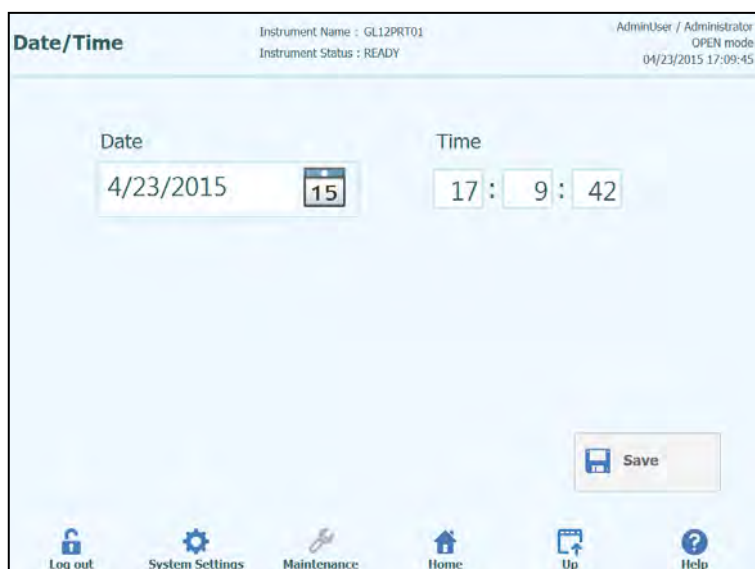 Date/Time
Instrument Name : GL12PRT01
Instrument Status : READY
AdminUser / Administrator
OPEN mode
04/23/2015 17:09:45
Date
Time
4/23/2015
15
17 : 9 : 42
Save
Log out
System Settings
Maintenance
Home
Up
Help